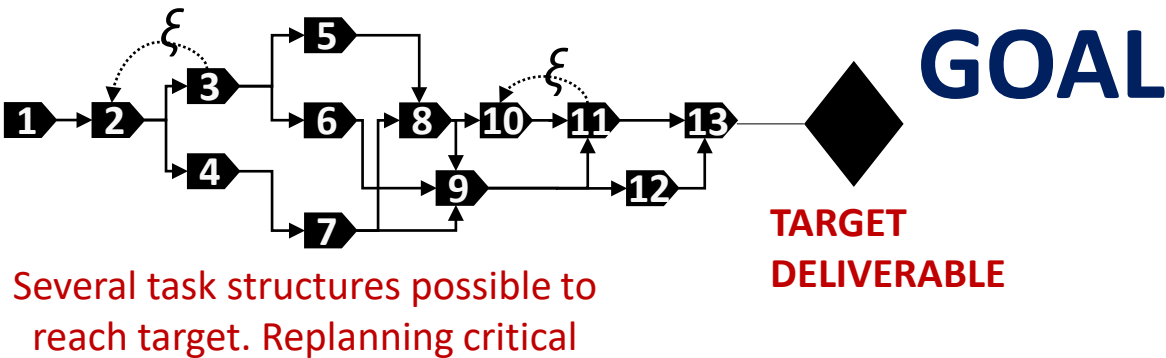 ξ
5
GOAL
3
ξ
1
2
6
8
10
11
13
4
9
12
7
TARGET
DELIVERABLE
Several task structures possible to
reach target. Replanning critical